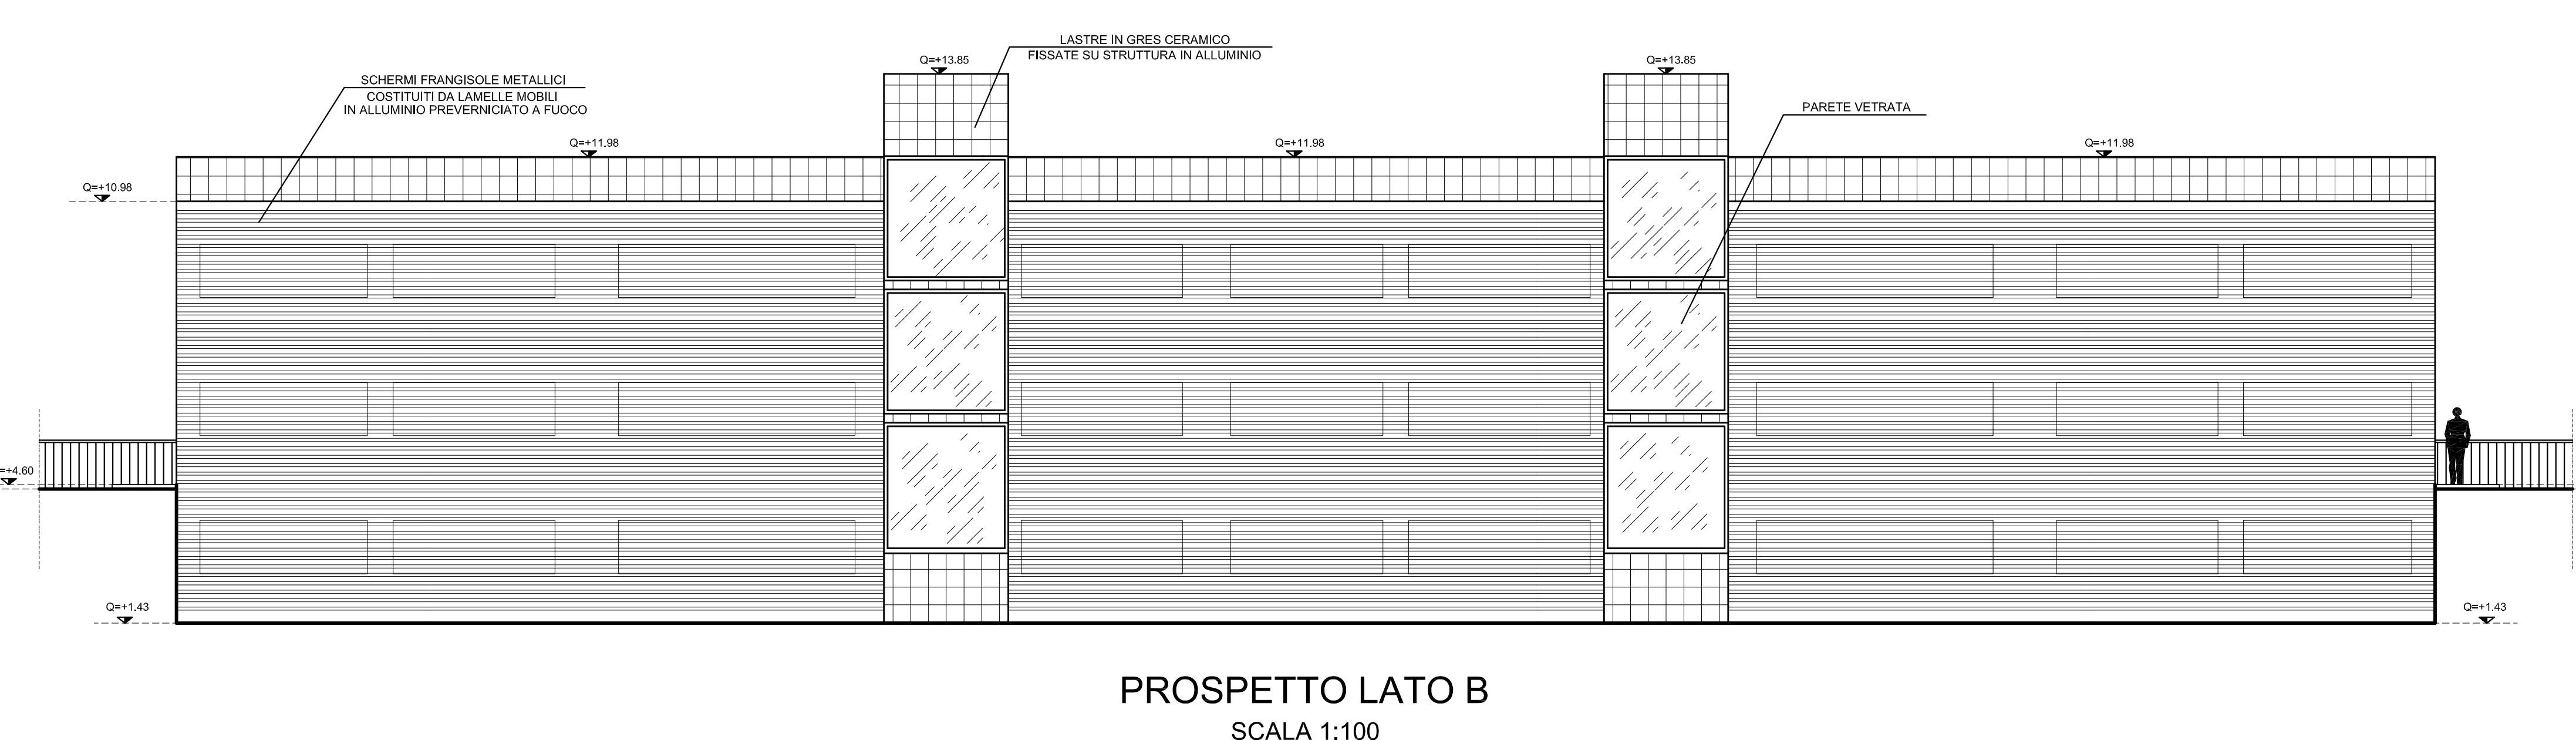 LASTRE IN GRES CERAMICO
FISSATE SU STRUTTURA IN ALLUMINIO
Q=+13.85
Q=+13.85
SCHERMI FRANGISOLE METALLICI
COSTITUITI DA LAMELLE MOBILI
IN ALLUMINIO PREVERNICIATO A FUOCO
PARETE VETRATA
Q=+11.98
Q=+11.98
Q=+11.98
Q=+10.98
=+4.60
Q=+1.43
Q=+1.43
PROSPETTO LATO B
SCALA 1:100